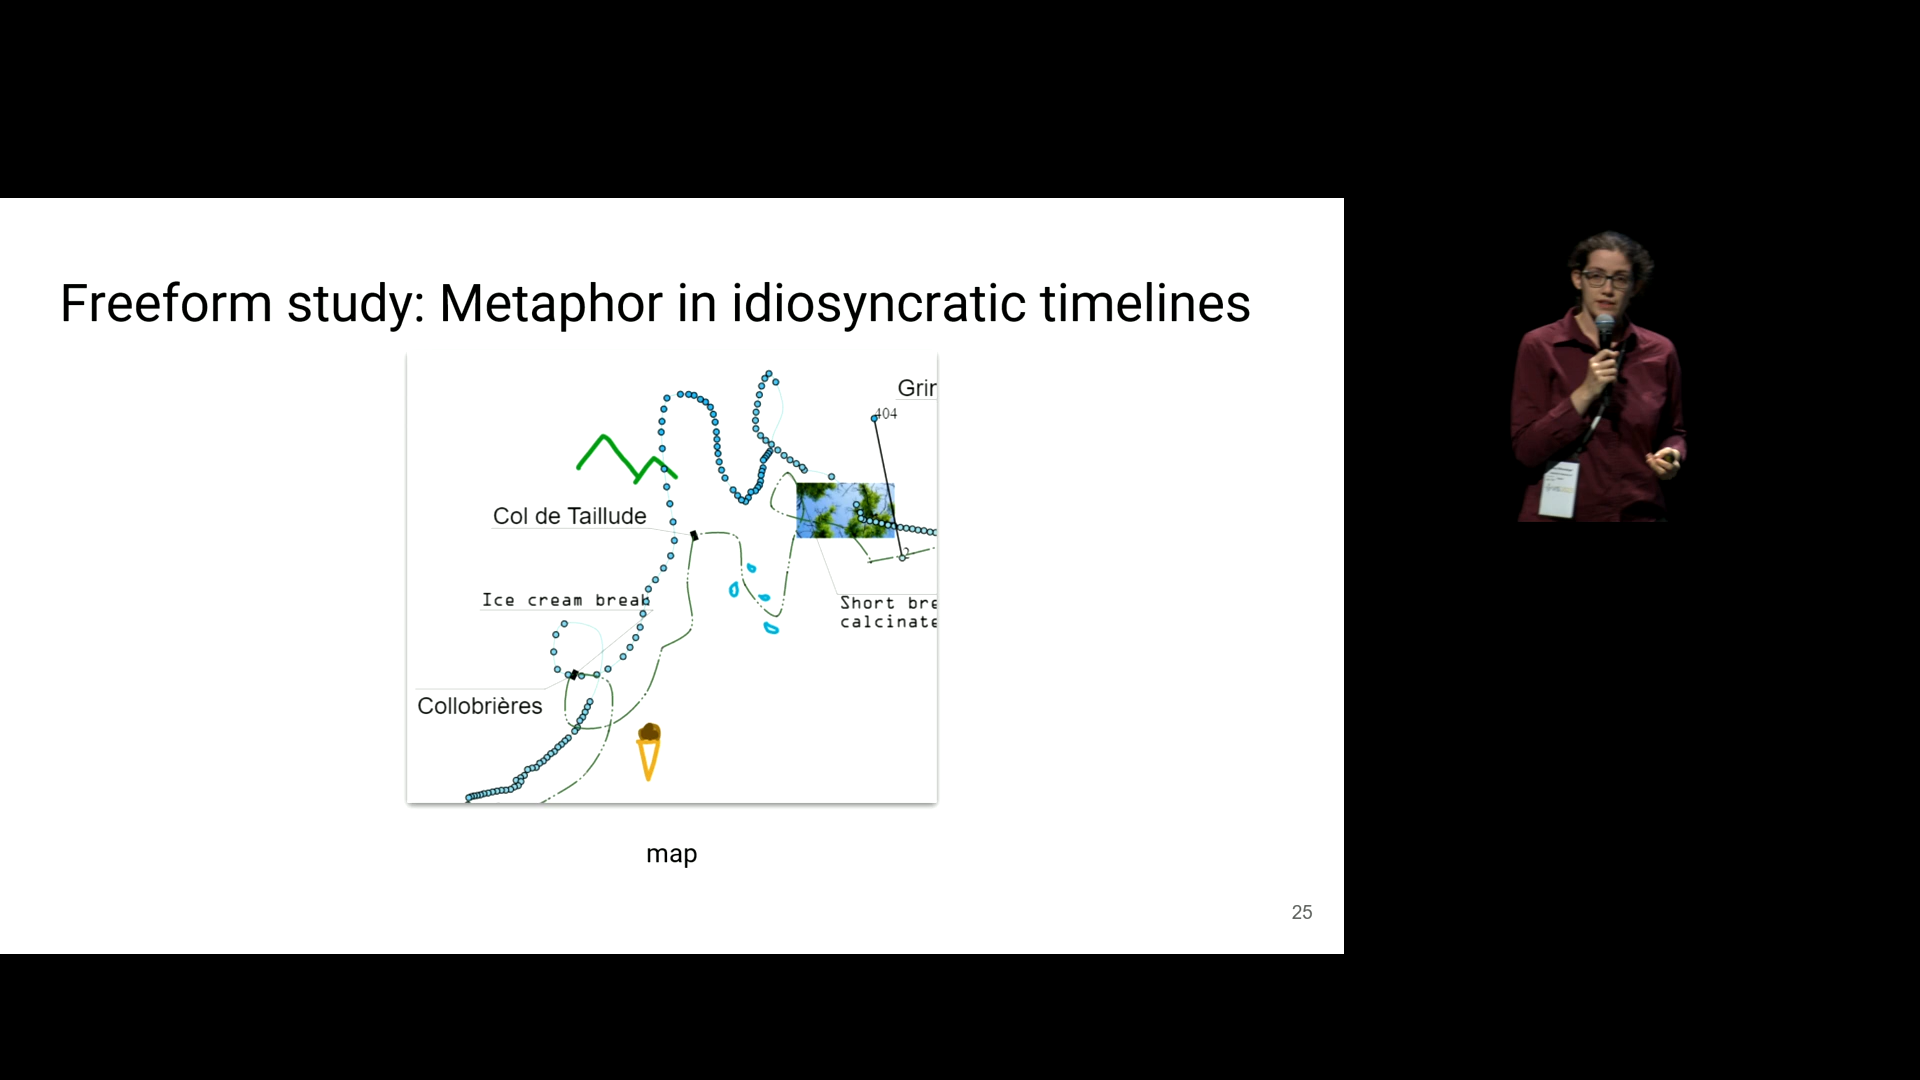 Freeform study: Metaphor in idiosyncratic timelines
Grir
404
Col de Taillude
2
Ice cream break
Short bre
calcinate
Collobrières
map
25